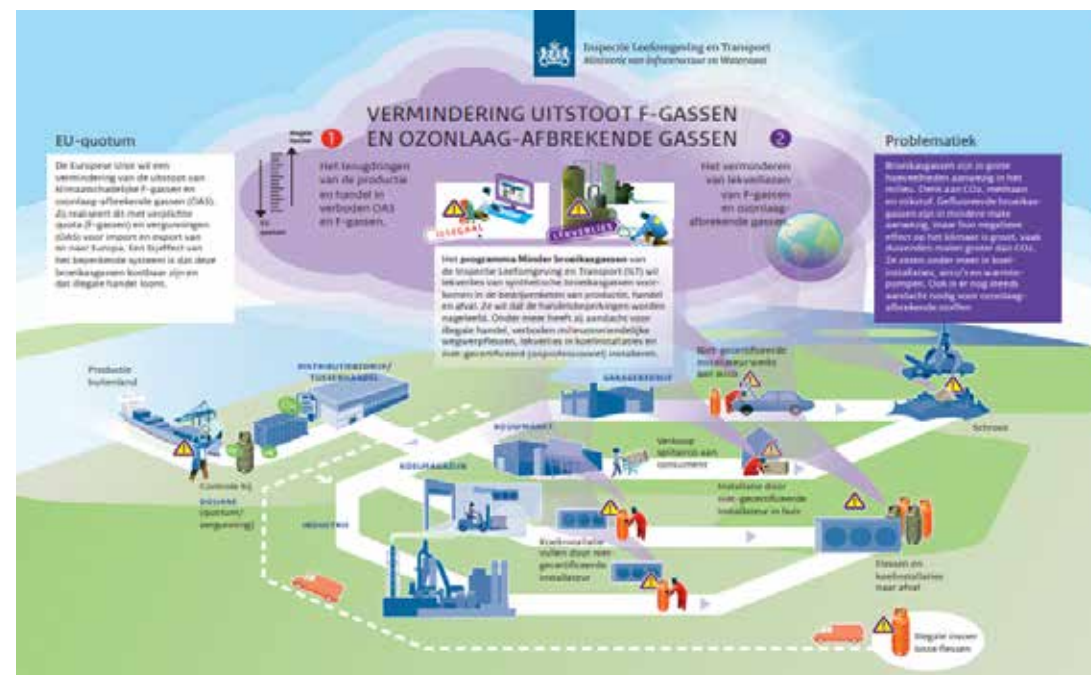 Inspectie Leefomgeving en Transport
Ministerie van Infrastructuur en Waterstaat
VERMINDERING UITSTOOT F-GASSEN
EN OZONLAAG-AFBREKENDE GASSEN
EU-quotum
De Europese Unie wil een
vermindering van de uitstoot van
klimaatschadelijke F-gassen en
ozonlaag-afbrekende gassen (OAS).
Zij realiseert dit met verplichte
quota (F-gassen) en vergunningen
(OAS) voor import en export van
en naar Europa. Een bijeffect van
het beperkende systeem is dat deze
broeikasgassen kostbaar zijn en
dat illegale handel loont.
Illegale
handel
EU-
quotum
1
Het terugdringen
van de productie
en handel in
verboden OAS
en F-gassen.
ILLEGAAL
LEKVERLIES
Het programma Minder broeikasgassen van
de Inspectie Leefomgeving en Transport (ILT) wil
lekverlies van synthetische broeikasgassen voor-
komen in de bedrijfsketen van productie, handel
en afval. Ze wil dat de handelsbeperkingen worden
nageleefd. Onder meer heeft zij aandacht voor
illegale handel, verboden milieuonvriendelijke
wegwerpflessen, lekverlies in koelinstallaties en
niet-gecertificeerd (onprofessioneel) installeren.
2
Het verminderen
van lekverliezen
van F-gassen
en ozonlaag-
afbrekende gassen.
Problematiek
Broeikasgassen zijn in grote
hoeveelheden aanwezig in het
milieu. Denk aan CO₂, methaan
en stikstof. Gefluoreerde broeikas-
gassen zijn in mindere mate
aanwezig, maar hun negatieve
effect op het klimaat is groot, vaak
duizenden malen groter dan CO₂.
Ze zitten onder meer in koel-
installaties, airco's en warmte-
pompen. Ook is er nog steeds
aandacht nodig voor ozonlaag-
afbrekende stoffen
Productie
buitenland
DISTRIBUTIEBEDRIJF/
TUSSENHANDEL
GARAGEBEDRIJF
Niet-gecertificeerde
installateur werkt
aan airco
Schroot
BOUWMARKT
Verkoop
splitairco aan
consument
KOELMAGAZIJN
Installatie door
niet-gecertificeerde
installateur in huis
Controle bij
DOUANE
(quotum/
vergunning)
INDUSTRIE
Koelinstallatie
vullen door niet-
gecertificeerde
installateur
Flessen en
koelinstallaties
naar afval
Illegale invoer
losse flessen